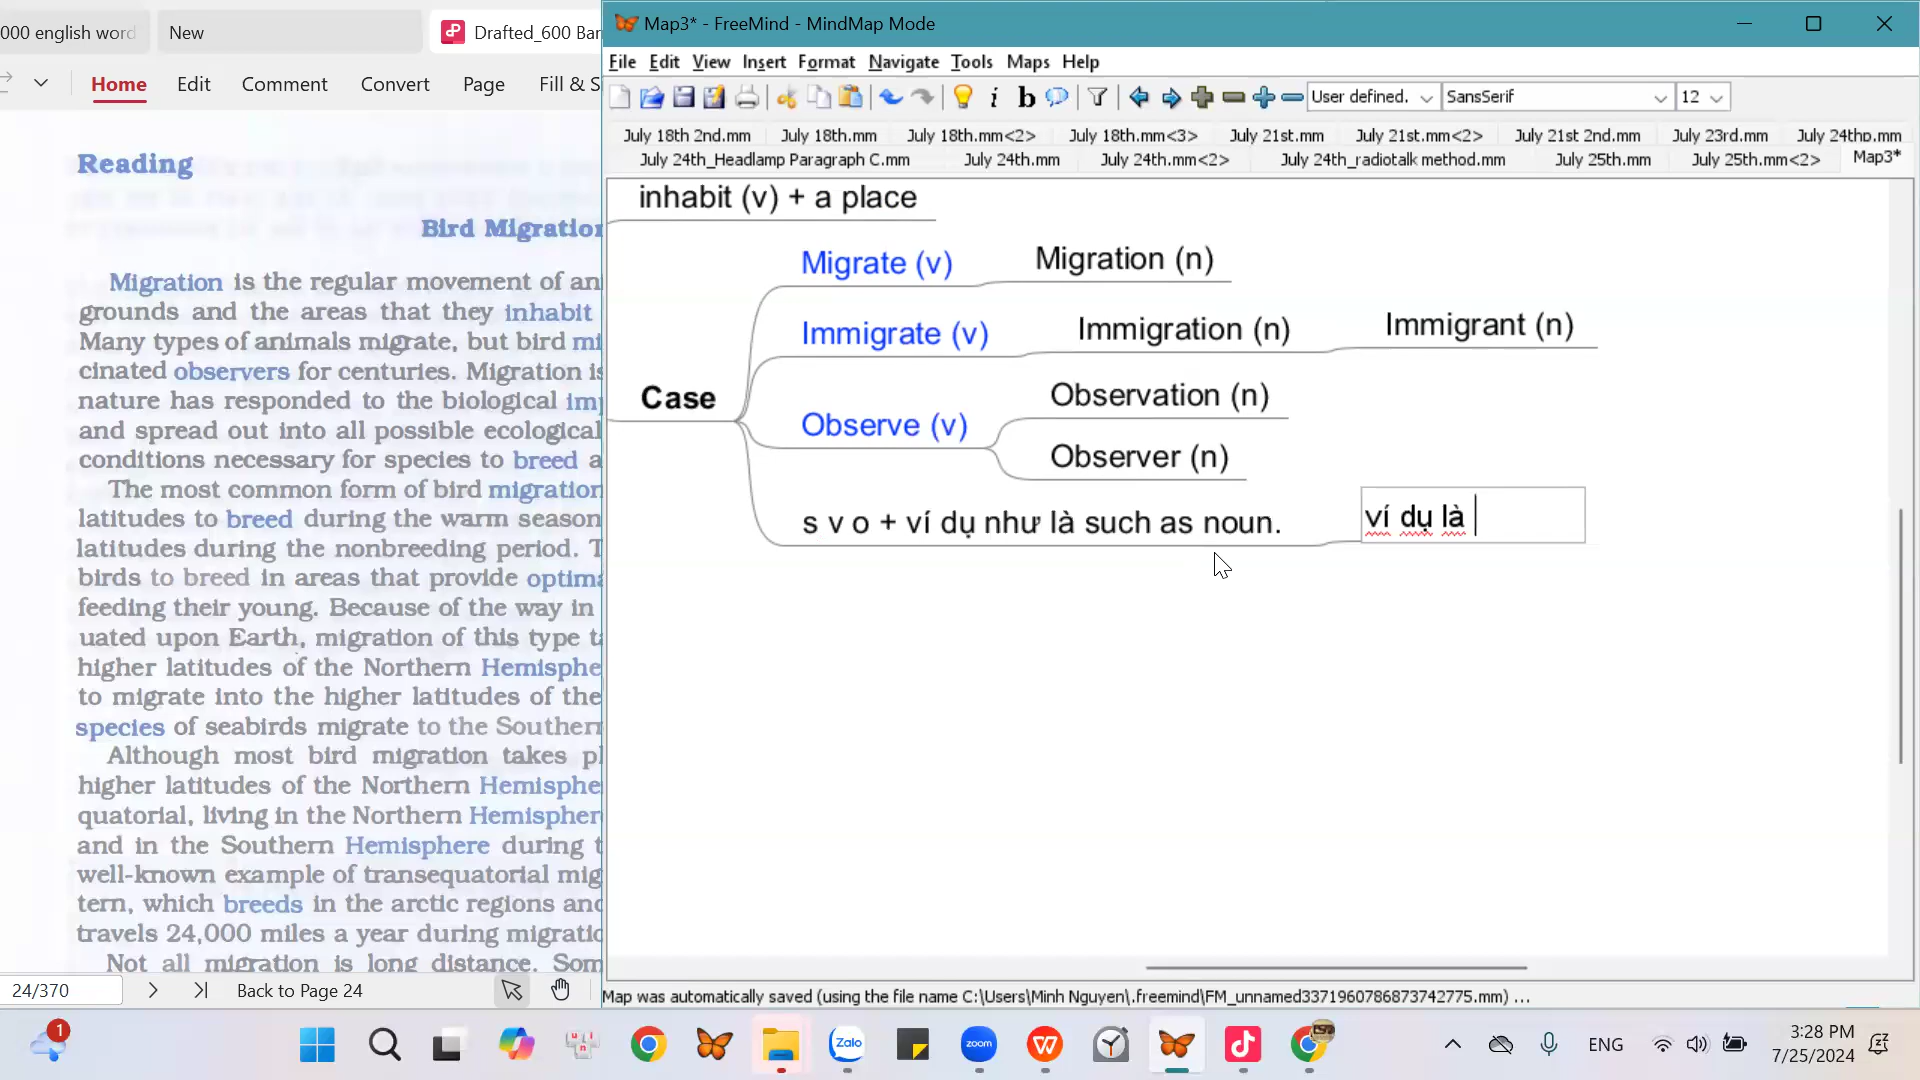 000 english word
New
Drafted_600 Bar
Map3* - FreeMind - MindMap Mode
File Edit View Insert Format Navigate Tools Maps Help
Home Edit Comment Convert Page Fill & S
User defined. SansSerif 12
July 18th 2nd.mm July 18th.mm July 18th.mm<2> July 18th.mm<3> July 21st.mm July 21st.mm<2> July 21st 2nd.mm July 23rd.mm July 24thp.mm
July 24th_Headlamp Paragraph C.mm July 24th.mm July 24th.mm<2> July 24th_radiotalk method.mm July 25th.mm July 25th.mm<2> Map3*
Reading
Bird Migration
Migration is the regular movement of an
grounds and the areas that they inhabit
Many types of animals migrate, but bird mi
cinated observers for centuries. Migration is
nature has responded to the biological imp
and spread out into all possible ecological
conditions necessary for species to breed a
The most common form of bird migration
latitudes to breed during the warm season
latitudes during the nonbreeding period. T
birds to breed in areas that provide optima
feeding their young. Because of the way in
uated upon Earth, migration of this type ta
higher latitudes of the Northern Hemisphe
to migrate into the higher latitudes of the
species of seabirds migrate to the Southern
Although most bird migration takes pl
higher latitudes of the Northern Hemisphe
quatorial, living in the Northern Hemispher
and in the Southern Hemisphere during t
well-known example of transequatorial mig
tern, which breeds in the arctic regions and
travels 24,000 miles a year during migratio
Not all migration is long distance. Som
inhabit (v) + a place
Case
Migrate (v) Migration (n)
Immigrate (v) Immigration (n) Immigrant (n)
Observe (v)
Observation (n)
Observer (n)
s v o + ví dụ như là such as noun. ví dụ là
24/370 Back to Page 24
Map was automatically saved (using the file name C:\Users\Minh Nguyen\.freemind\FM_unnamed3371960786873742775.mm) ...
1
Zalo
zoom
ENG
3:28 PM
7/25/2024